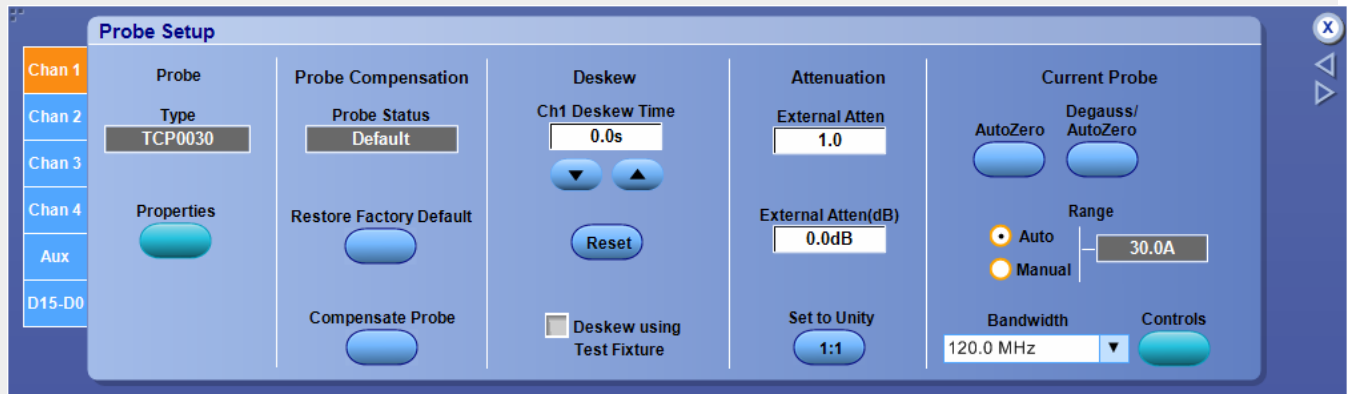 Probe Setup
X
Chan 1
Chan 2
Chan 3
Chan 4
Aux
D15-D0
Probe
Type
TCP0030
Properties
Probe Compensation
Probe Status
Default
Restore Factory Default
Compensate Probe
Deskew
Ch1 Deskew Time
0.0s
Reset
Deskew using
Test Fixture
Attenuation
External Atten
1.0
External Atten(dB)
0.0dB
Set to Unity
1:1
Current Probe
AutoZero
Degauss/
AutoZero
Range
Auto
Manual
30.0A
Bandwidth
120.0 MHz
Controls